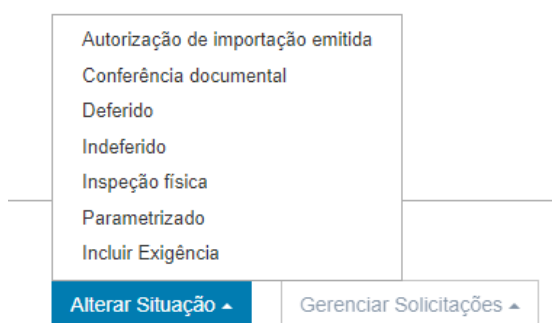 Autorização de importação emitida
Conferência documental
Deferido
Indeferido
Inspeção física
Parametrizado
Incluir Exigência
Alterar Situação
Gerenciar Solicitações